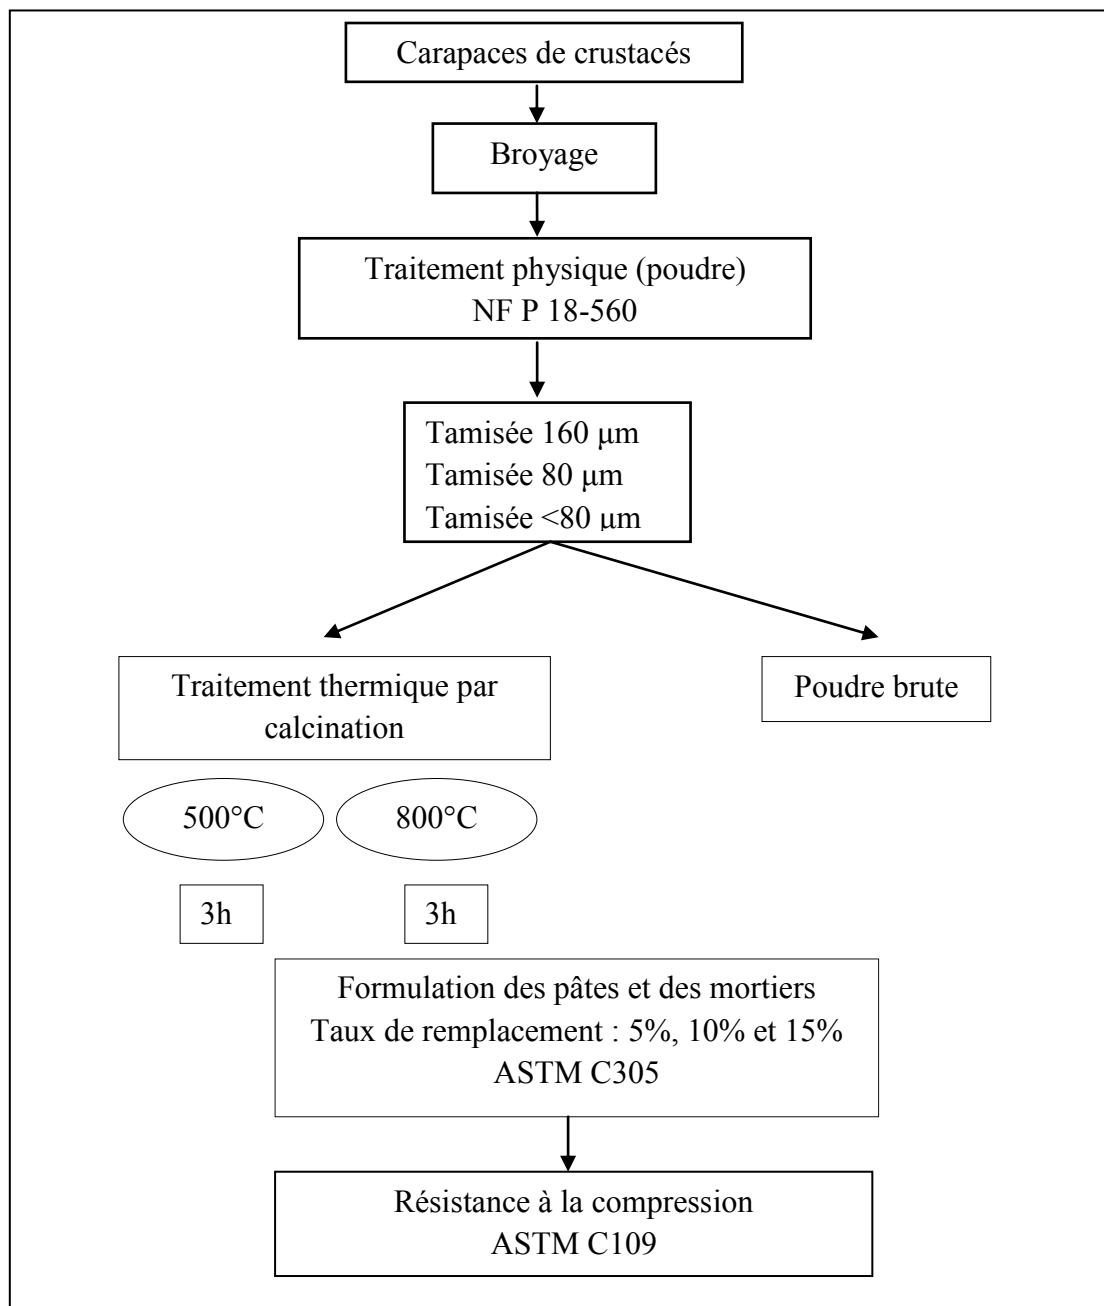 Carapaces de crustacés
Broyage
Traitement physique (poudre)
NF P 18-560
Tamisée 160 μm
Tamisée 80 μm
Tamisée <80 μm
Traitement thermique par
calcination
Poudre brute
500°C
800°C
3h
3h
Formulation des pâtes et des mortiers
Taux de remplacement : 5%, 10% et 15%
ASTM C305
Résistance à la compression
ASTM C109